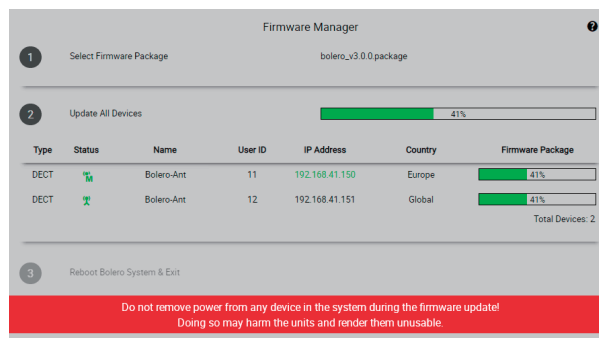 Firmware Manager ?
1 Select Firmware Package bolero_v3.0.0.package
2 Update All Devices 41%
Type Status Name User ID IP Address Country Firmware Package
DECT M Bolero-Ant 11 192.168.41.150 Europe 41%
DECT Bolero-Ant 12 192.168.41.151 Global 41%
Total Devices: 2
3 Reboot Bolero System & Exit
Do not remove power from any device in the system during the firmware update!
Doing so may harm the units and render them unusable.